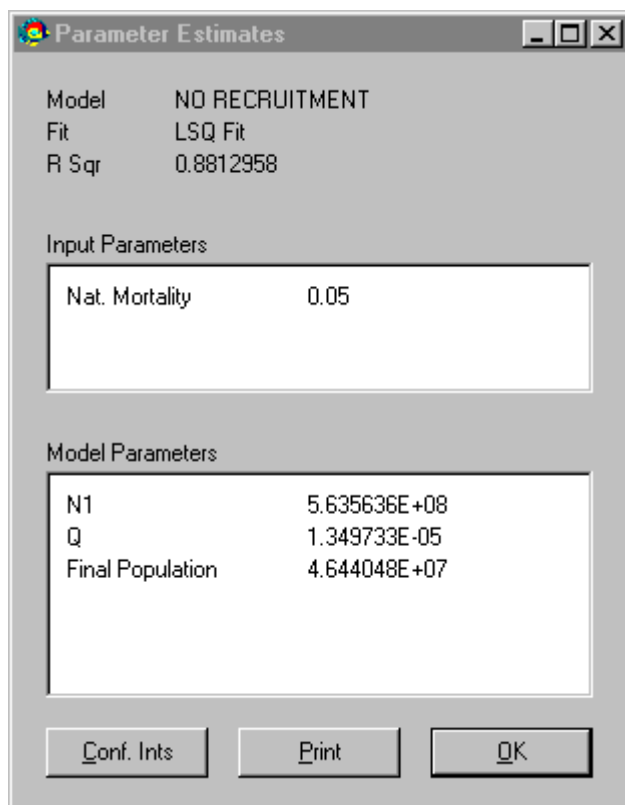 Parameter Estimates
Model NO RECRUITMENT
Fit LSQ Fit
R Sqr 0.8812958
Input Parameters
Nat. Mortality 0.05
Model Parameters
N1 5.635636E+08
Q 1.349733E-05
Final Population 4.644048E+07
Conf. Ints Print OK